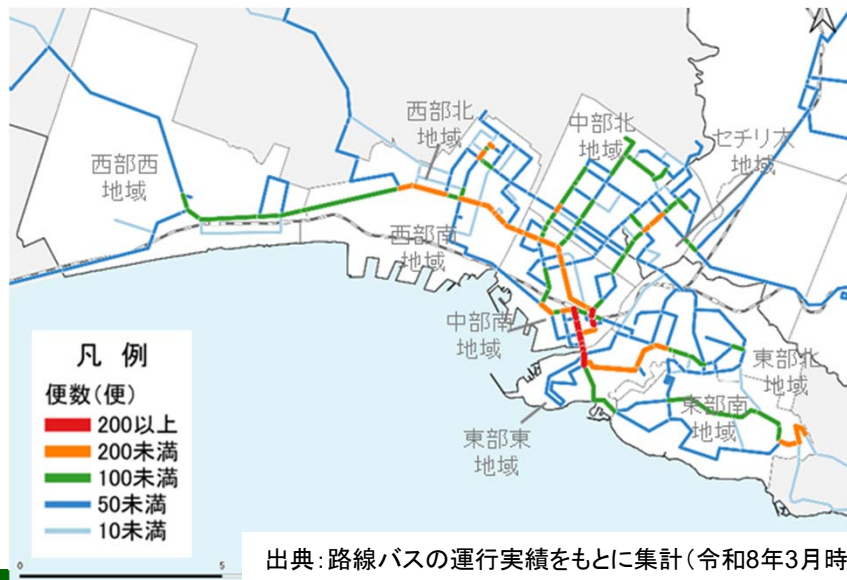 西部北
地域
中部北
地域
セチリ太
地域
西部西
地域
西部南
地域
中部南
地域
東部北
地域
東部南
地域
東部東
地域
凡 例
便数(便)
200以上
200未満
100未満
50未満
10未満
0 5
出典:路線バスの運行実績をもとに集計(令和8年3月時